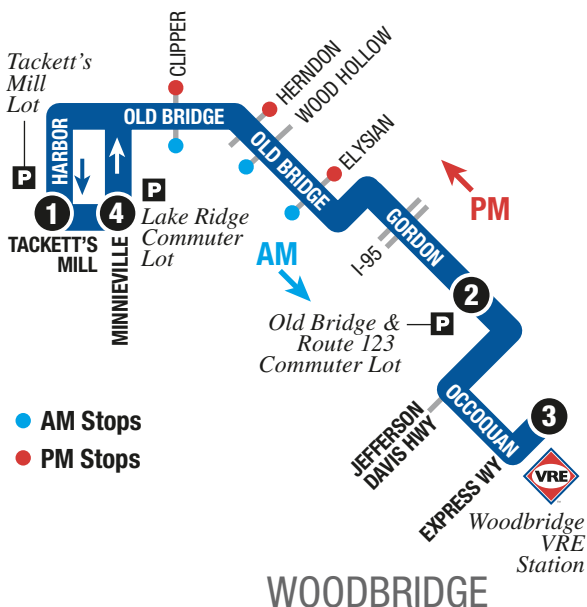 Tackett's
Mill
Lot
CLIPPER
HERNDON
WOOD HOLLOW
OLD BRIDGE
HARBOR
OLD BRIDGE
ELYSIAN
P
P
1
4
TACKETT'S
MILL
MINNIEVILLE
Lake Ridge
Commuter
Lot
PM
GORDON
I-95
AM
2
Old Bridge &
Route 123
Commuter Lot
P
AM Stops
PM Stops
JEFFERSON
DAVIS HWY
OCCOQUAN
3
EXPRESS WY
VRE
Woodbridge
VRE
Station
WOODBRIDGE